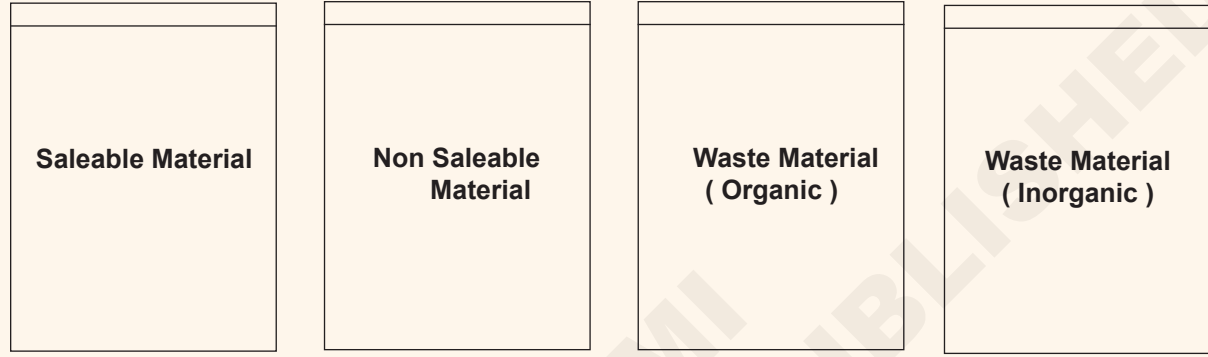 Saleable Material
Non Saleable
Material
Waste Material
( Organic )
Waste Material
( Inorganic )